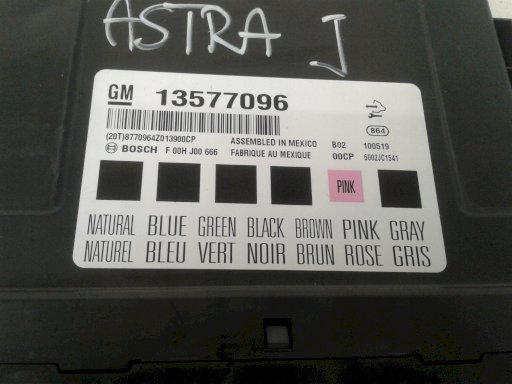 ASTRA J
GM 13577096
(20T)8770964Z013900CP
864
ASSEMBLED IN MEXICO B02 100519
BOSCH F 00H J00 666 FABRIQUE AU MEXIQUE 00CP 6002JC1541
PINK
NATURAL BLUE GREEN BLACK BROWN PINK GRAY
NATUREL BLEU VERT NOIR BRUN ROSE GRIS